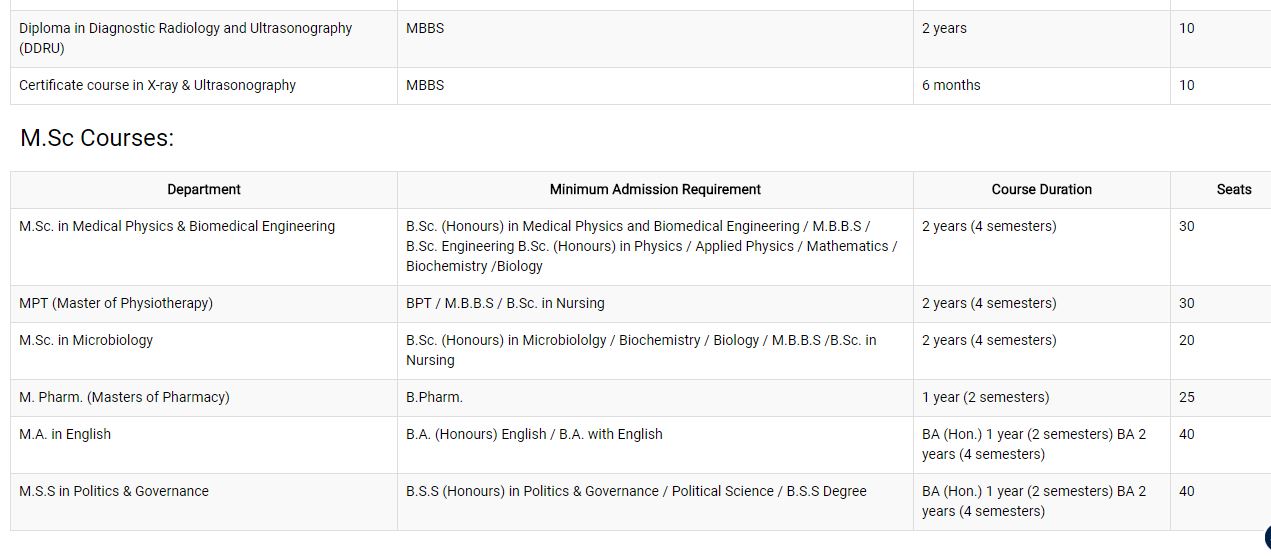 Diploma in Diagnostic Radiology and Ultrasonography MBBS 2 years 10
(DDRU)
Certificate course in X-ray & Ultrasonography MBBS 6 months 10
M.Sc Courses:
Department Minimum Admission Requirement Course Duration Seats
M.Sc. in Medical Physics & Biomedical Engineering B.Sc. (Honours) in Medical Physics and Biomedical Engineering / M.B.B.S / 2 years (4 semesters) 30
B.Sc. Engineering B.Sc. (Honours) in Physics / Applied Physics / Mathematics /
Biochemistry /Biology
MPT (Master of Physiotherapy) BPT / M.B.B.S / B.Sc. in Nursing 2 years (4 semesters) 30
M.Sc. in Microbiology B.Sc. (Honours) in Microbiololgy / Biochemistry / Biology / M.B.B.S /B.Sc. in 2 years (4 semesters) 20
Nursing
M. Pharm. (Masters of Pharmacy) B.Pharm. 1 year (2 semesters) 25
M.A. in English B.A. (Honours) English / B.A. with English BA (Hon.) 1 year (2 semesters) BA 2 40
years (4 semesters)
M.S.S in Politics & Governance B.S.S (Honours) in Politics & Governance / Political Science / B.S.S Degree BA (Hon.) 1 year (2 semesters) BA 2 40
years (4 semesters)